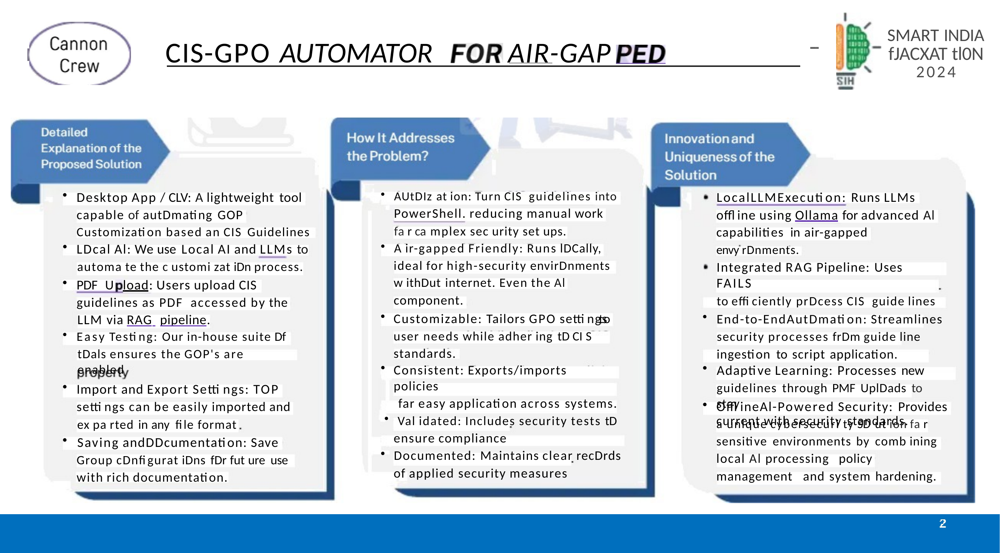 Cannon
Crew
CIS-GPO AUTOMATOR FOR AIR-GAP PED
SMART INDIA
fJACXAT tl0N
2024
SIH
Detailed
Explanation of the
Proposed Solution
• Desktop App / CLV: A lightweight tool
capable of autDmating GOP
Customization based an CIS Guidelines
• LDcal Al: We use Local AI and LLMs to
automa te the c ustomi zat iDn process.
• PDF Upload: Users upload CIS
guidelines as PDF accessed by the
LLM via RAG pipeline.
• Easy Testing: Our in-house suite Df
tDals ensures the GOP's are
enabled
properly
• Import and Export Setti ngs: TOP
setti ngs can be easily imported and
ex pa rted in any file format .
• Saving andDDcumentation: Save
Group cDnfigurat iDns fDr fut ure use
with rich documentation.
How It Addresses
the Problem?
• AUtDIz at ion: Turn CIS guidelines into
PowerShell. reducing manual work
fa r ca mplex sec urity set ups.
• A ir-gapped Friendly: Runs lDCally,
ideal for high-security envirDnments
w ithDut internet. Even the Al
component.
• Customizable: Tailors GPO setti ngs to
user needs while adher ing tD CI S
standards.
• Consistent: Exports/imports
policies
far easy application across systems.
• Val idated: Includes security tests tD
ensure compliance .
• Documented: Maintains clear recDrds
of applied security measures .
Innovation and
Uniqueness of the
Solution
• LocalLLMExecution: Runs LLMs
offl ine using Ollama for advanced Al
capabilities in air-gapped
envy rDnments.
• Integrated RAG Pipeline: Uses
FAILS .
to effi ciently prDcess CIS guide lines
• End-to-EndAutDmation: Streamlines
security processes frDm guide line
ingestion to script application.
• Adaptive Learning: Processes new
guidelines through PMF UplDads to
stay
current with security standards.
• Offl ineAl-Powered Security: Provides
a unique cybersecuri ty sD ut ion fa r
sensitive environments by comb ining
local Al processing policy
management and system hardening.
2